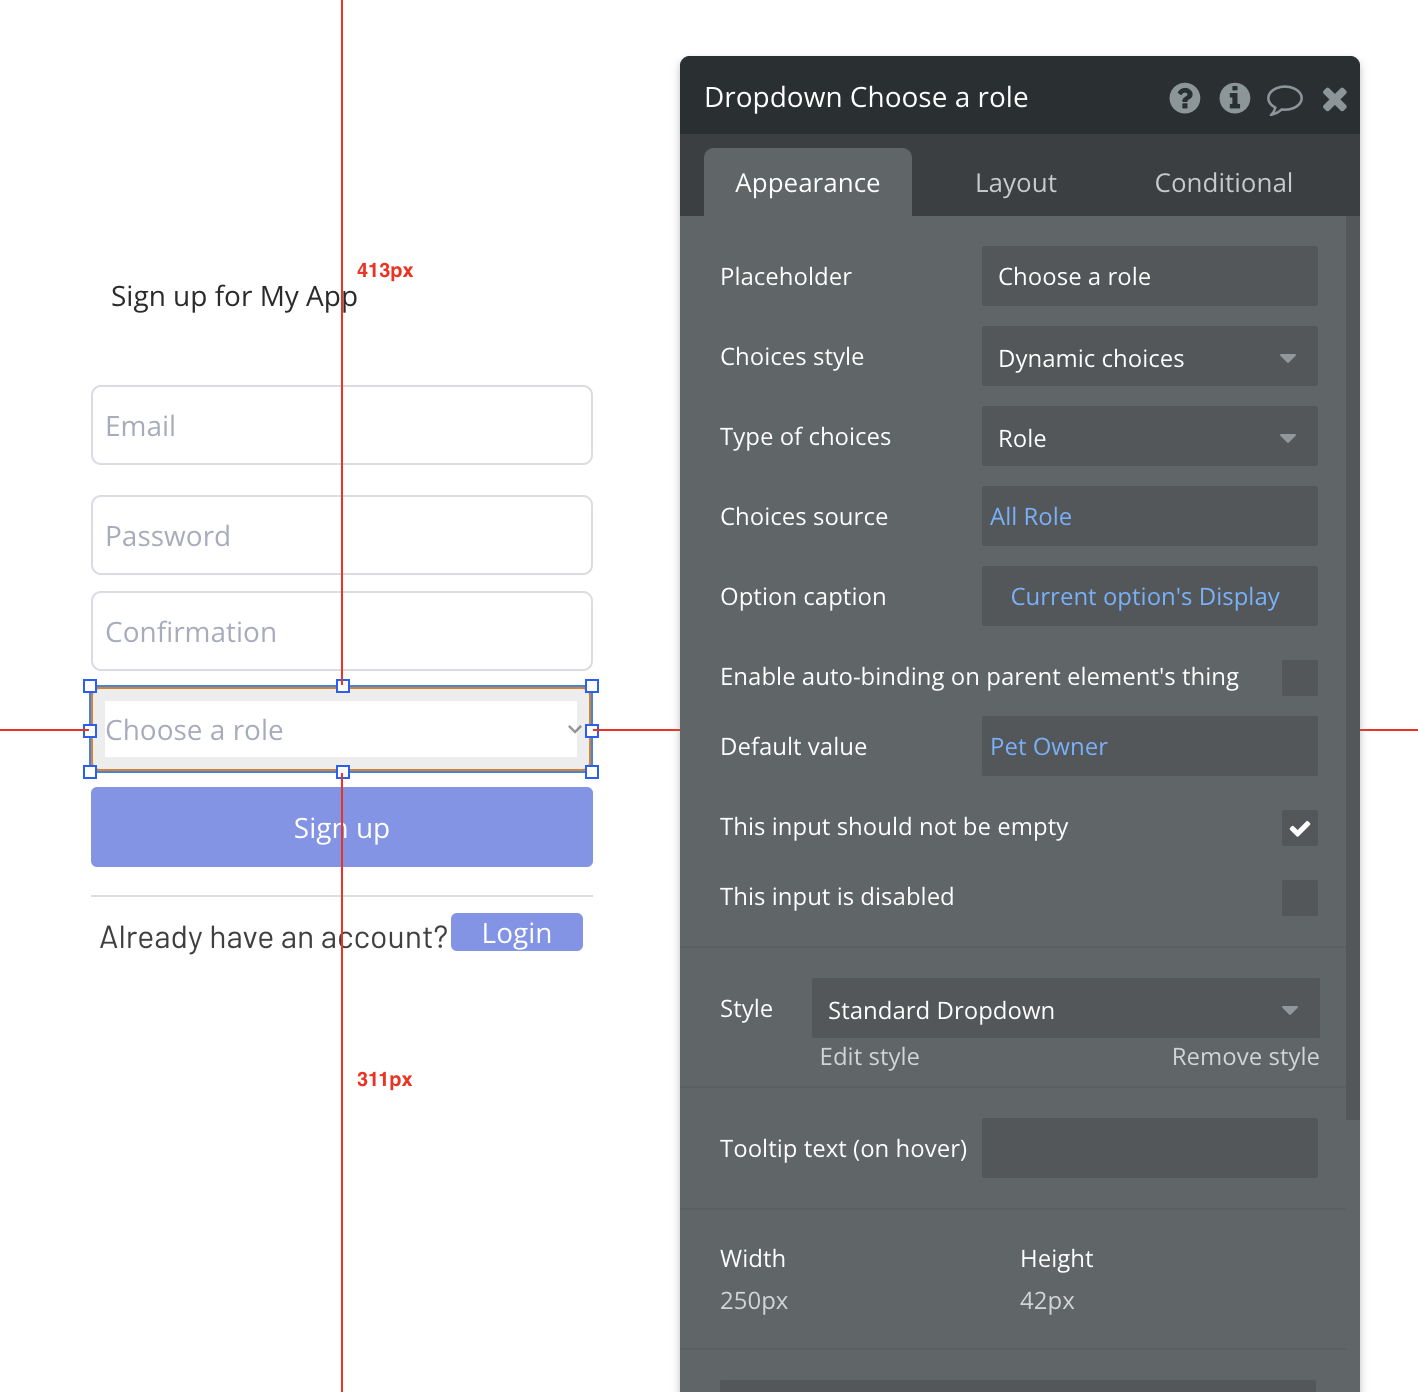 413px
Sign up for My App
Email
Password
Confirmation
Choose a role
Sign up
Already have an account? Login
311px
Dropdown Choose a role
Appearance Layout Conditional
Placeholder Choose a role
Choices style Dynamic choices
Type of choices Role
Choices source All Role
Option caption Current option's Display
Enable auto-binding on parent element's thing
Default value Pet Owner
This input should not be empty
This input is disabled
Style Standard Dropdown
Edit style Remove style
Tooltip text (on hover)
Width Height
250px 42px